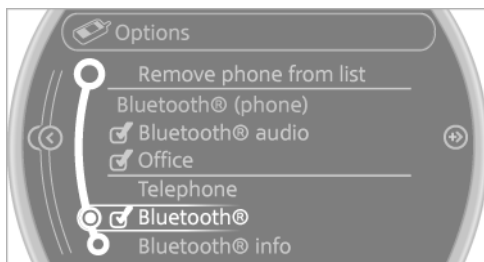 Options
Remove phone from list
Bluetooth® (phone)
Bluetooth® audio
Office
Telephone
Bluetooth®
Bluetooth® info